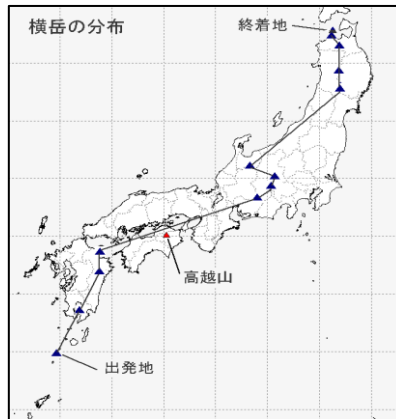 横岳の分布
終着地
高越山
出発地